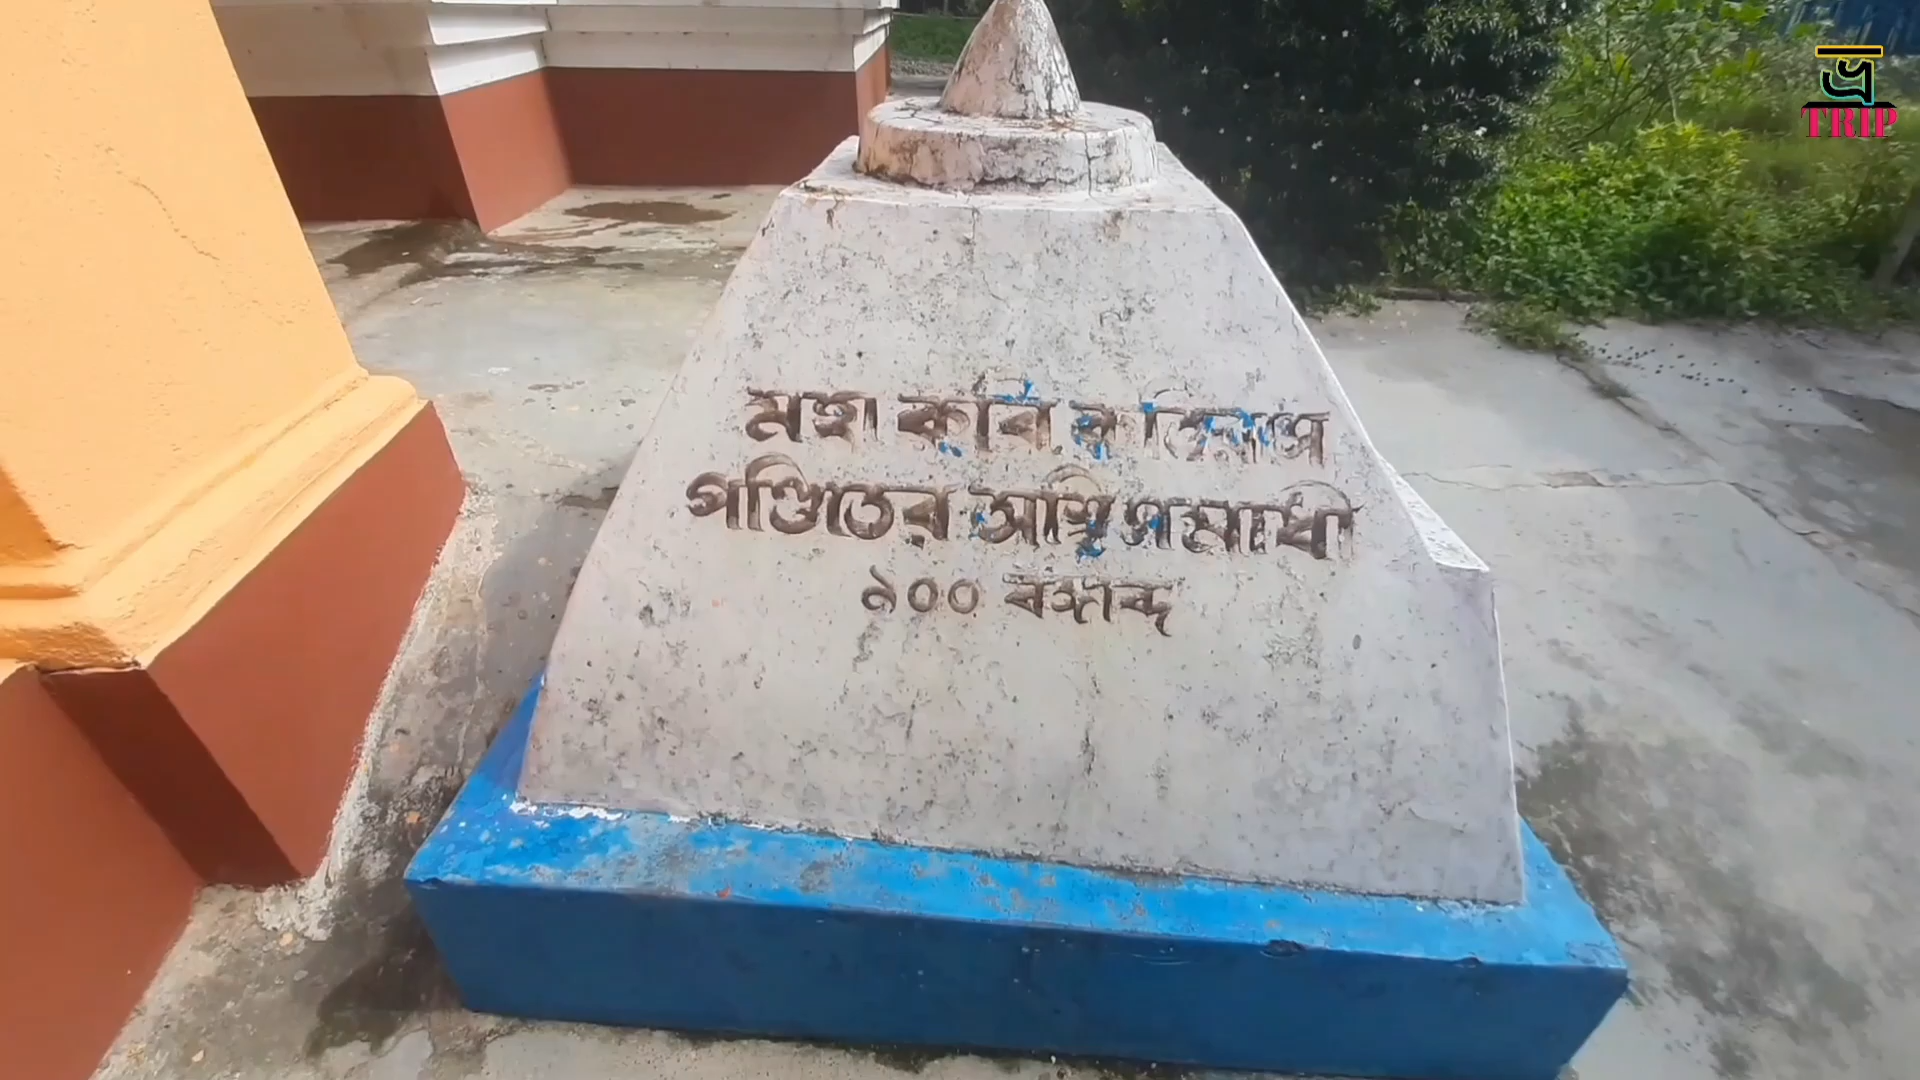 প্র
TRIP
মহা কবি কৃত্তিবাস
পণ্ডিতের অস্থি সমাধী
৯০০ বঙ্গাব্দ